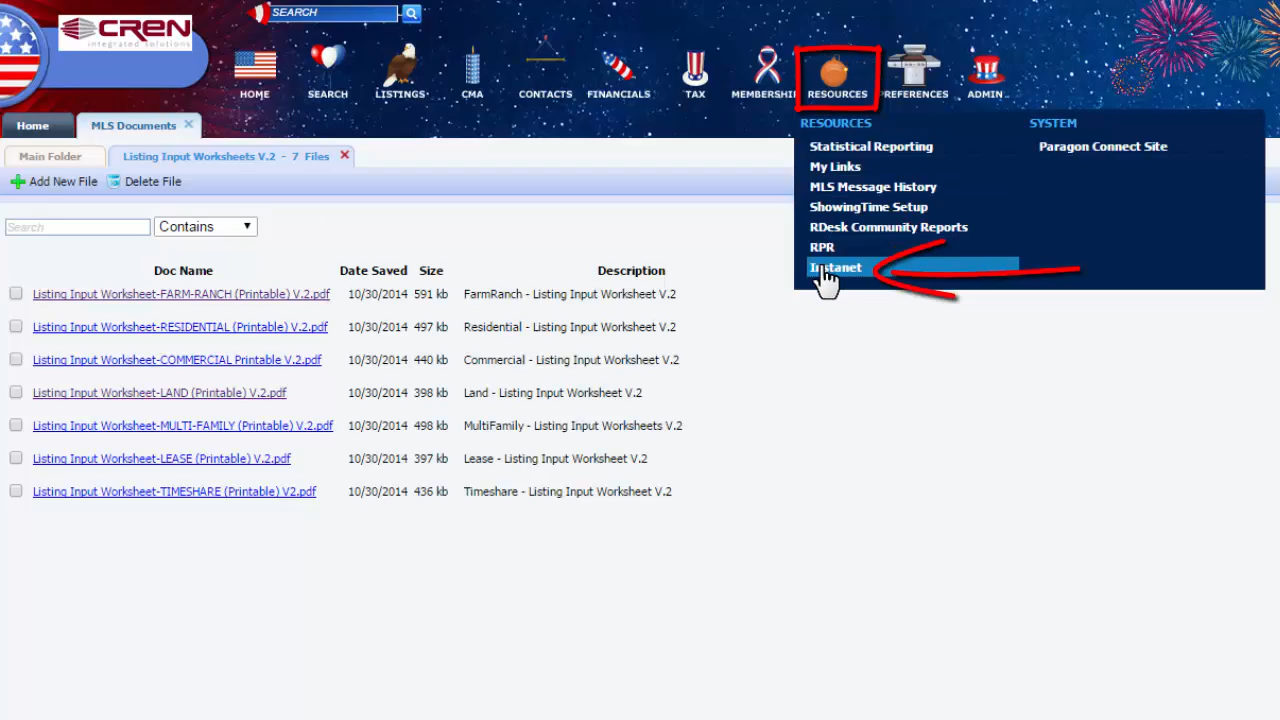 CREN
integrated solutions
SEARCH
HOME SEARCH LISTINGS CMA CONTACTS FINANCIALS TAX MEMBERSHI RESOURCES REFERENCES ADMIN
Home MLS Documents
Main Folder Listing Input Worksheets V.2 - 7 Files
Add New File Delete File
RESOURCES SYSTEM
Statistical Reporting Paragon Connect Site
My Links
MLS Message History
ShowingTime Setup
RDesk Community Reports
RPR
Instanet
Search Contains
Doc Name Date Saved Size Description
Listing Input Worksheet-FARM-RANCH (Printable) V.2.pdf 10/30/2014 591 kb FarmRanch - Listing Input Worksheet V.2
Listing Input Worksheet-RESIDENTIAL (Printable) V.2.pdf 10/30/2014 497 kb Residential - Listing Input Worksheet V.2
Listing Input Worksheet-COMMERCIAL Printable V.2.pdf 10/30/2014 440 kb Commercial - Listing Input Worksheet V.2
Listing Input Worksheet-LAND (Printable) V.2.pdf 10/30/2014 398 kb Land - Listing Input Worksheet V.2
Listing Input Worksheet-MULTI-FAMILY (Printable) V.2.pdf 10/30/2014 498 kb MultiFamily - Listing Input Worksheets V.2
Listing Input Worksheet-LEASE (Printable) V.2.pdf 10/30/2014 397 kb Lease - Listing Input Worksheet V.2
Listing Input Worksheet-TIMESHARE (Printable) V2.pdf 10/30/2014 436 kb Timeshare - Listing Input Worksheet V.2